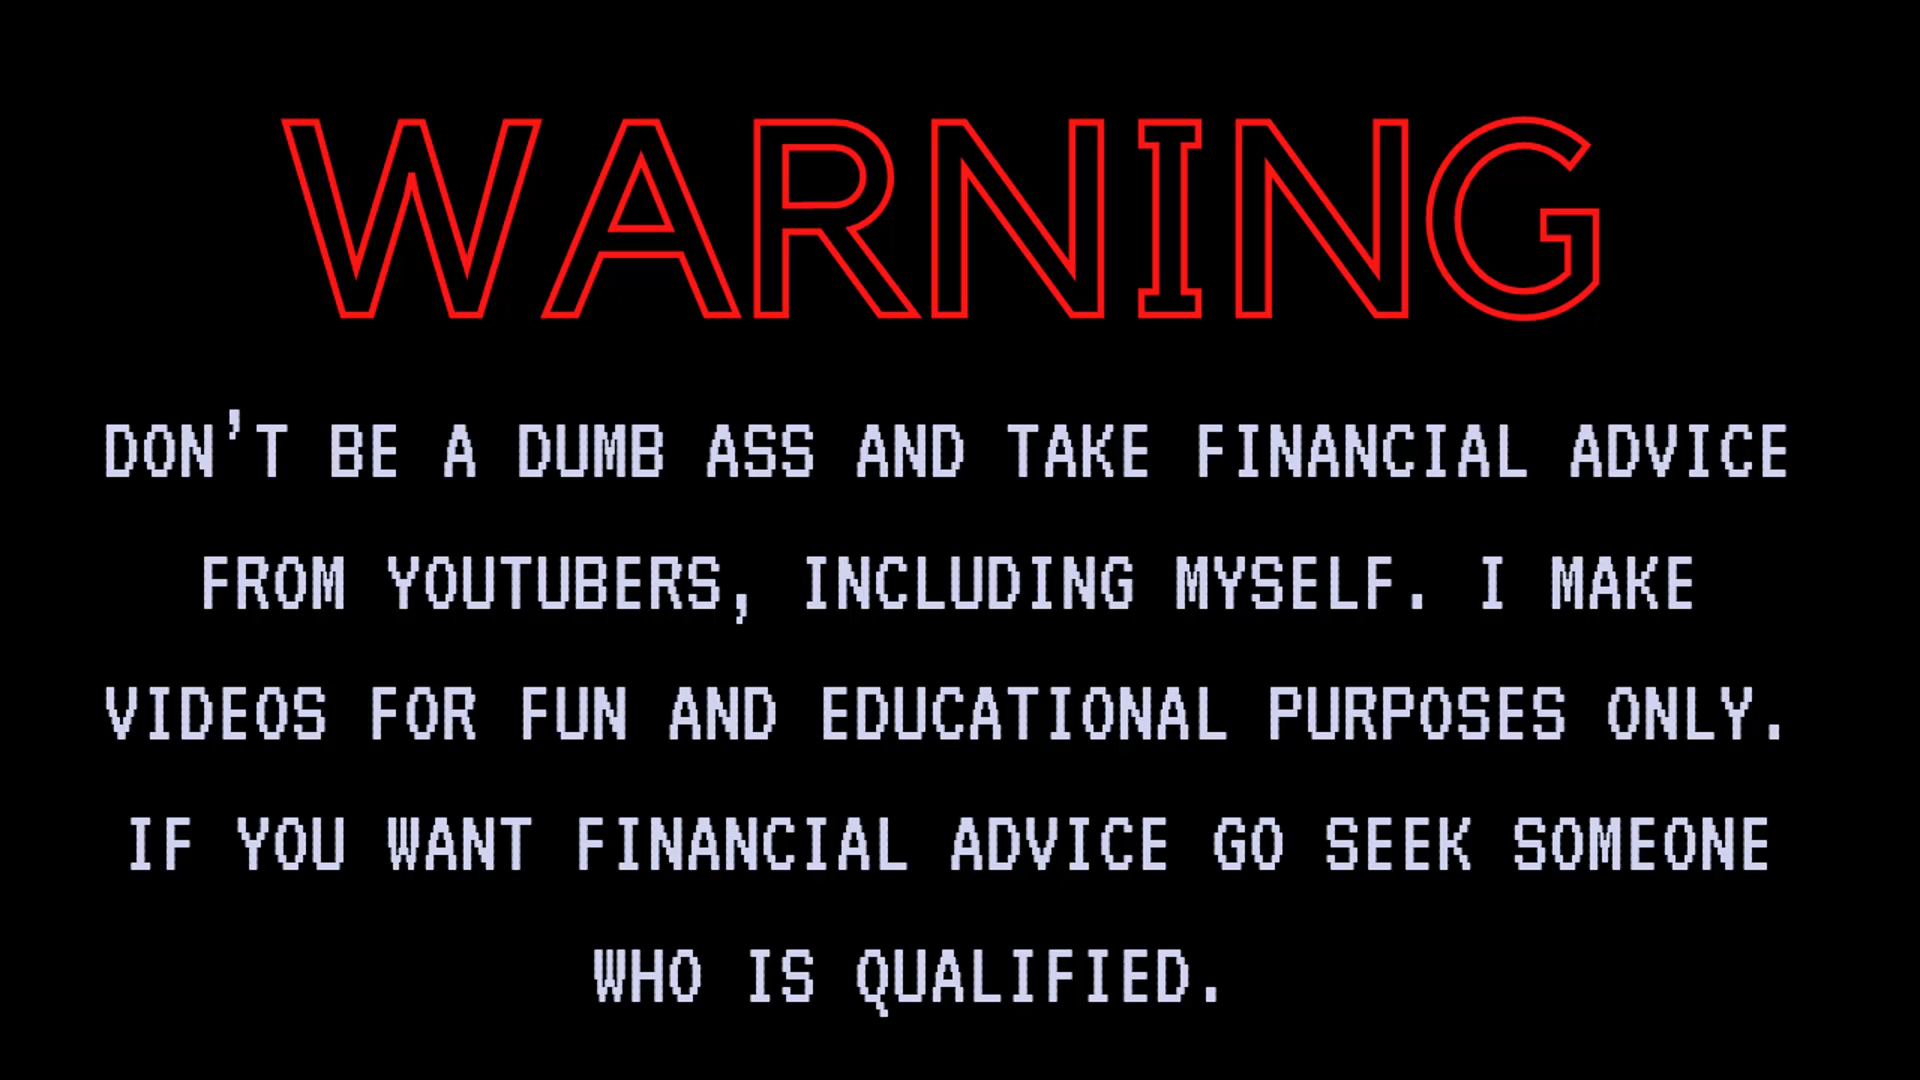 WARNING
DON'T BE A DUMB ASS AND TAKE FINANCIAL ADVICE
FROM YOUTUBERS, INCLUDING MYSELF. I MAKE
VIDEOS FOR FUN AND EDUCATIONAL PURPOSES ONLY.
IF YOU WANT FINANCIAL ADVICE GO SEEK SOMEONE
WHO IS QUALIFIED.